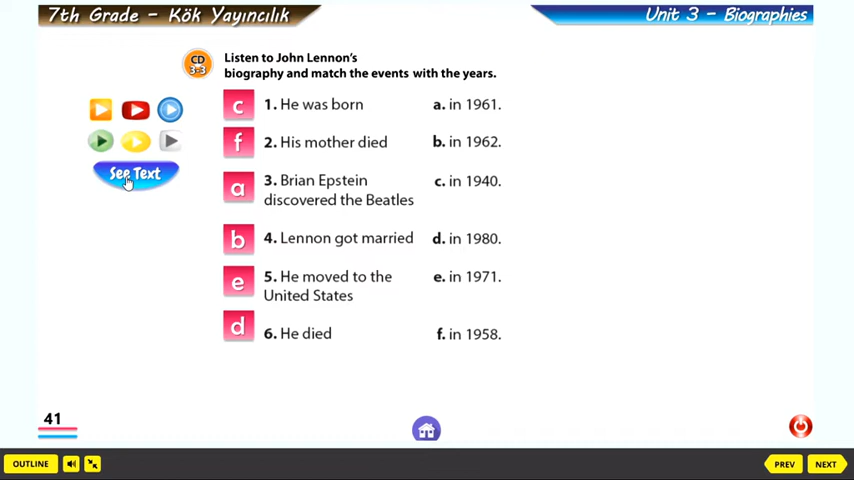 7th Grade - Kök Yayıncılık
Unit 3 - Biographies
CD
3-3
Listen to John Lennon's
biography and match the events with the years.
c 1. He was born a. in 1961.
f 2. His mother died b. in 1962.
a 3. Brian Epstein c. in 1940.
discovered the Beatles
b 4. Lennon got married d. in 1980.
e 5. He moved to the e. in 1971.
United States
d 6. He died f. in 1958.
See Text
41
OUTLINE
PREV
NEXT